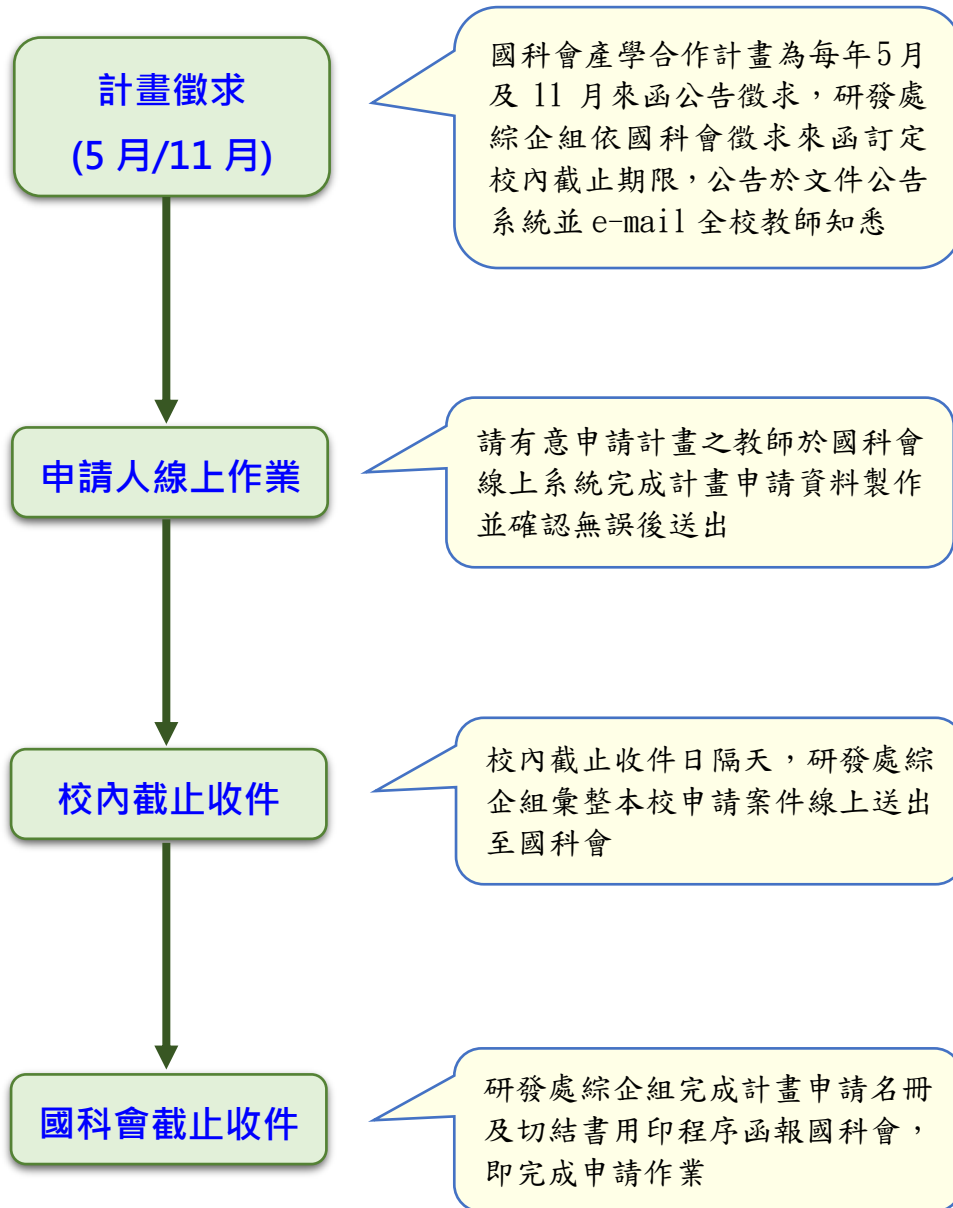 計畫徵求
(5 月/11 月)
國科會產學合作計畫為每年5月
及 11 月來函公告徵求，研發處
綜企組依國科會徵求來函訂定
校內截止期限，公告於文件公告
系統並 e-mail 全校教師知悉
申請人線上作業
請有意申請計畫之教師於國科會
線上系統完成計畫申請資料製作
並確認無誤後送出
校內截止收件
校內截止收件日隔天，研發處綜
企組彙整本校申請案件線上送出
至國科會
國科會截止收件
研發處綜企組完成計畫申請名冊
及切結書用印程序函報國科會，
即完成申請作業